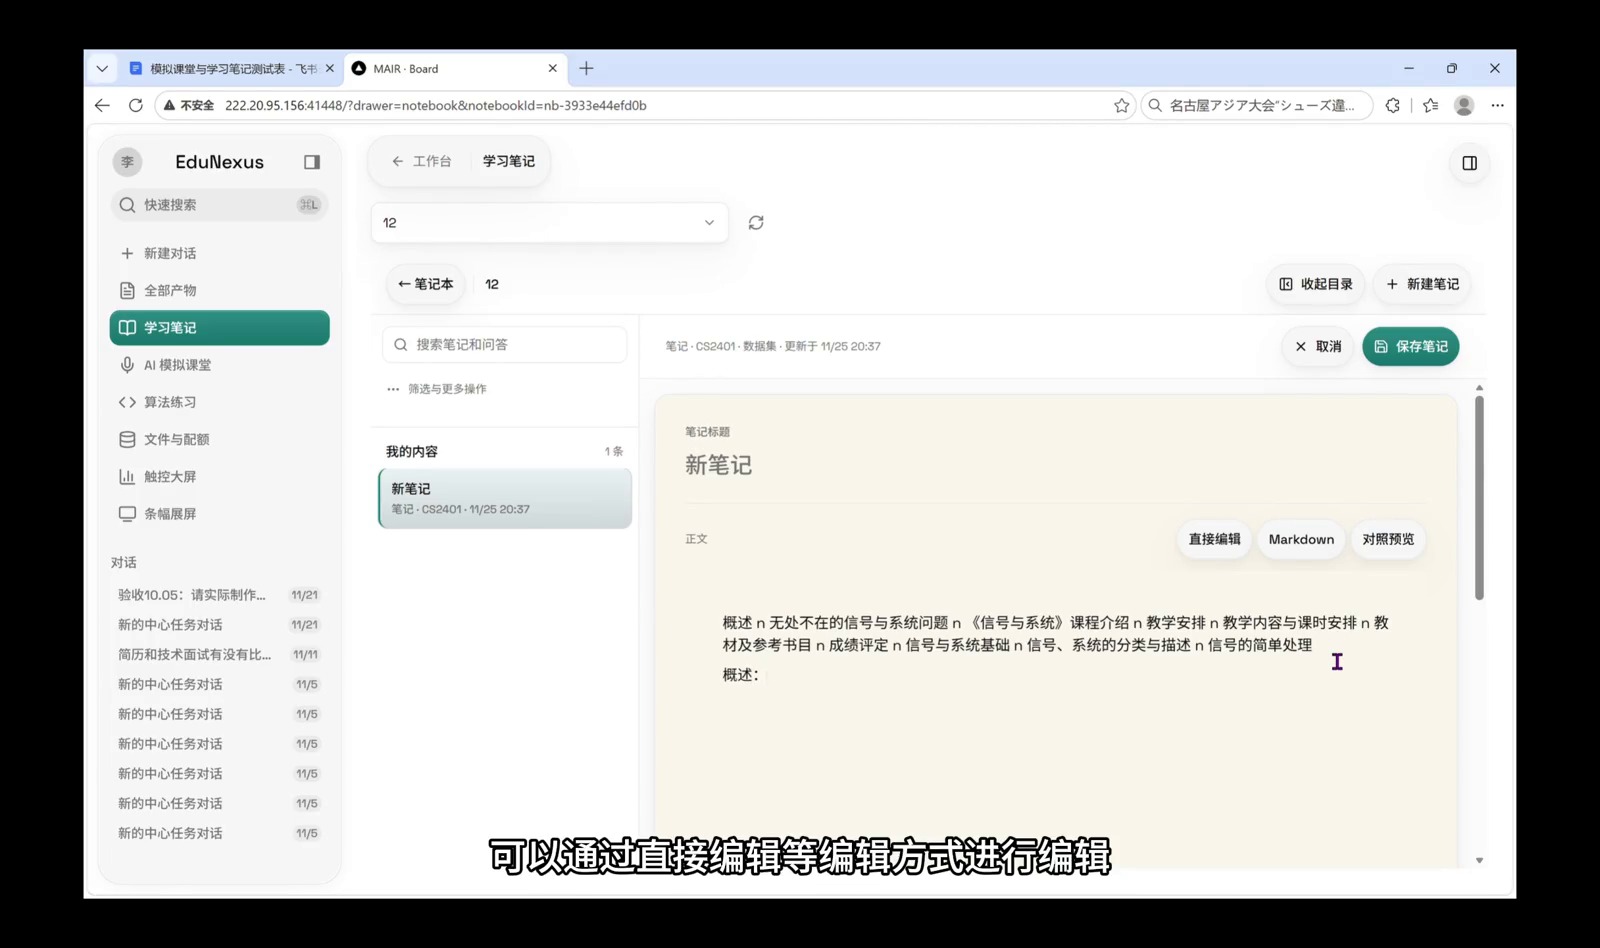 模拟课堂与学习笔记测试表 - 飞书
MAIR · Board
不安全 222.20.95.156:41448/?drawer=notebook&notebookId=nb-3933e44efd0b
名古屋アジア大会“シューズ違...
李 EduNexus
快速搜索 ⌘L
新建对话
全部产物
学习笔记
AI 模拟课堂
算法练习
文件与配额
触控大屏
条幅展屏
对话
验收10.05：请实际制作... 11/21
新的中心任务对话 11/21
简历和技术面试有没有比... 11/11
新的中心任务对话 11/5
新的中心任务对话 11/5
新的中心任务对话 11/5
新的中心任务对话 11/5
新的中心任务对话 11/5
新的中心任务对话 11/5
← 工作台 学习笔记
12
← 笔记本 12
收起目录
+ 新建笔记
搜索笔记和问答
··· 筛选与更多操作
我的内容 1 条
新笔记
笔记 · CS2401 · 11/25 20:37
笔记 · CS2401 · 数据集 · 更新于 11/25 20:37
× 取消
保存笔记
笔记标题
新笔记
正文
直接编辑
Markdown
对照预览
概述 n 无处不在的信号与系统问题 n 《信号与系统》课程介绍 n 教学安排 n 教学内容与课时安排 n 教
材及参考书目 n 成绩评定 n 信号与系统基础 n 信号、系统的分类与描述 n 信号的简单处理
概述：
可以通过直接编辑等编辑方式进行编辑